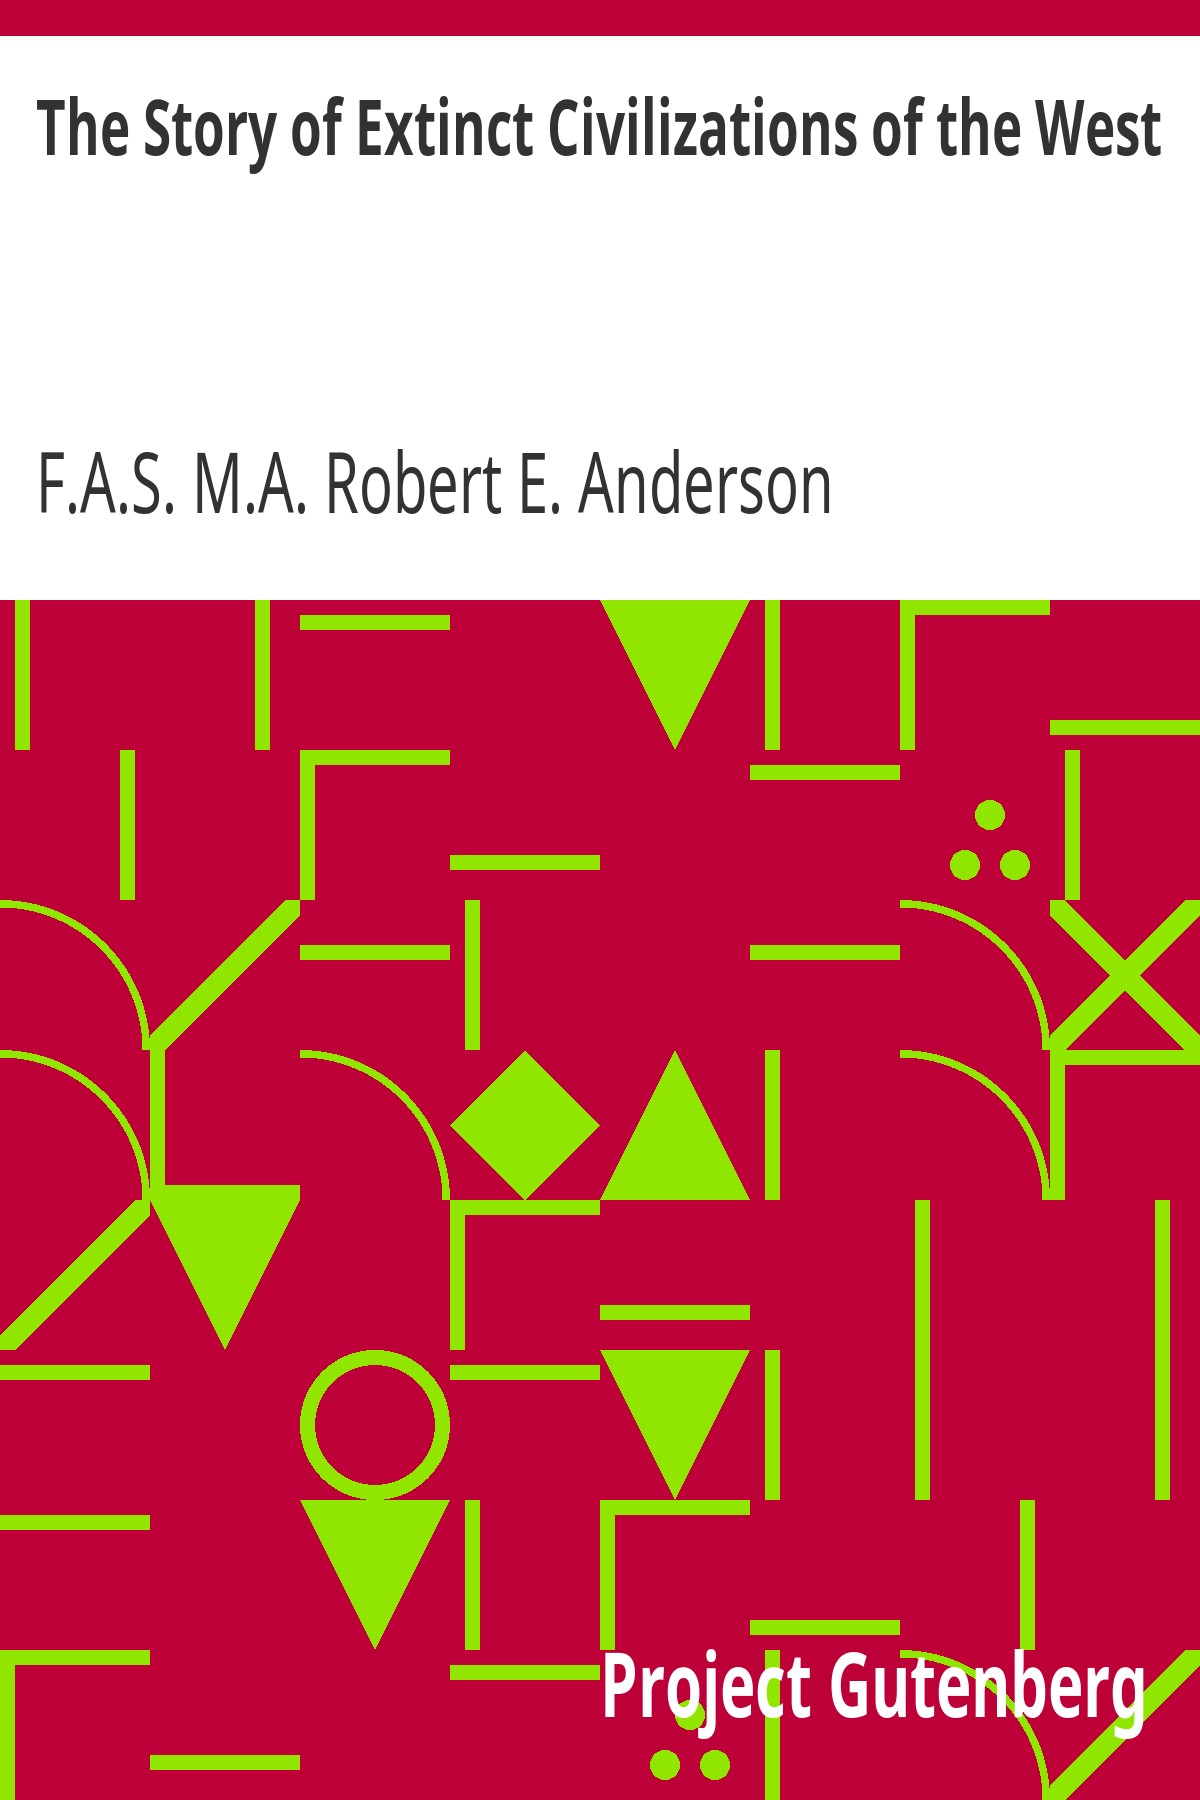 The Story of Extinct Civilizations of the West
F.A.S. M.A. Robert E. Anderson
Project Gutenberg